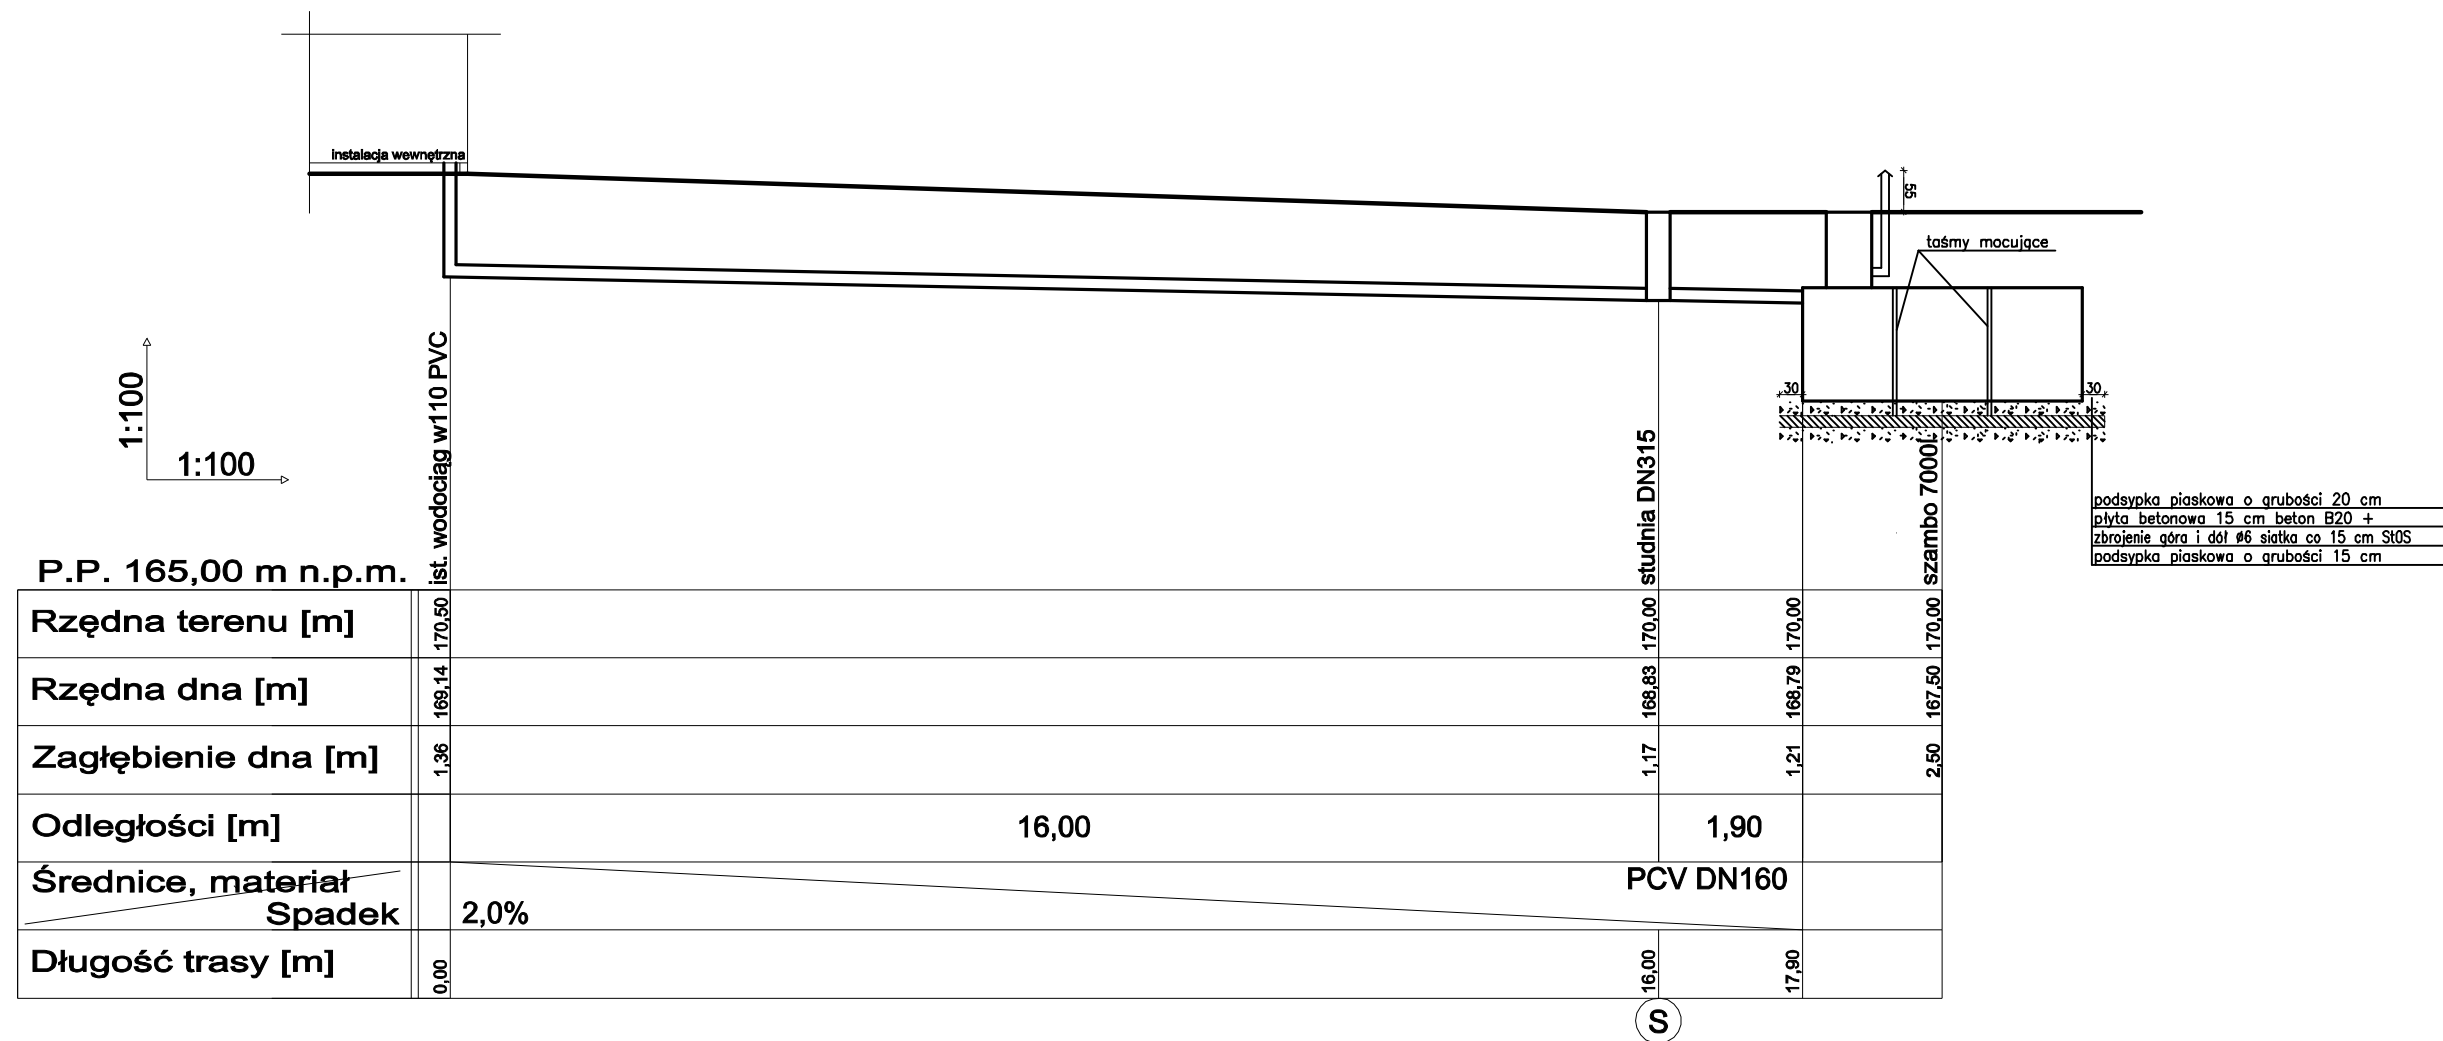 instalacja wewnętrzna
55
taśmy mocujące
1:100
1:100
30
30
ist. wodociąg w110 PVC
studnia DN315
szambo 7000l.
podsypka piaskowa o grubości 20 cm
płyta betonowa 15 cm beton B20 +
zbrojenie góra i dół ø6 siatka co 15 cm St0S
podsypka piaskowa o grubości 15 cm
P.P. 165,00 m n.p.m.
Rzędna terenu [m] 170,50 170,00 170,00 170,00
Rzędna dna [m] 169,14 168,83 168,79 167,50
Zagłębienie dna [m] 1,36 1,17 1,21 2,50
Odległości [m] 16,00 1,90
Średnice, materiał PCV DN160
Spadek 2,0%
Długość trasy [m] 0,00 16,00 17,90
S